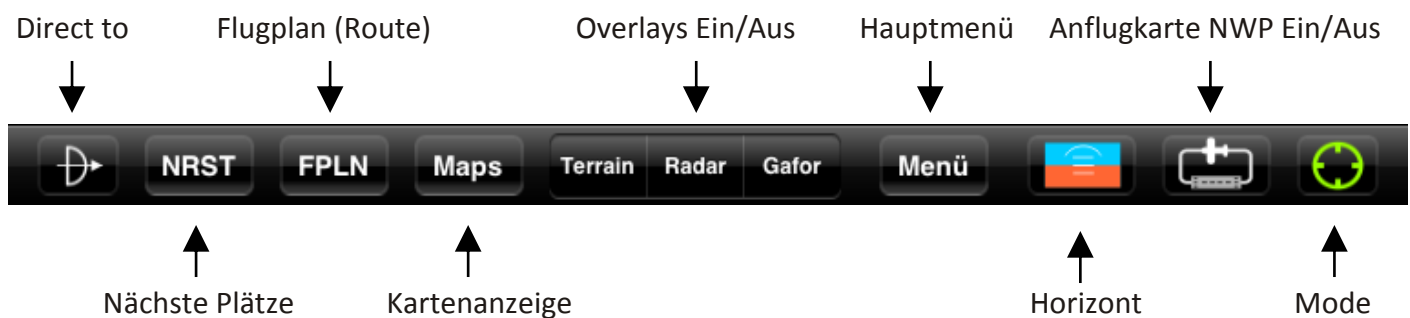 Direct to Flugplan (Route) Overlays Ein/Aus Hauptmenü Anflugkarte NWP Ein/Aus
NRST FPLN Maps Terrain Radar Gafor Menü
Nächste Plätze Kartenanzeige Horizont Mode